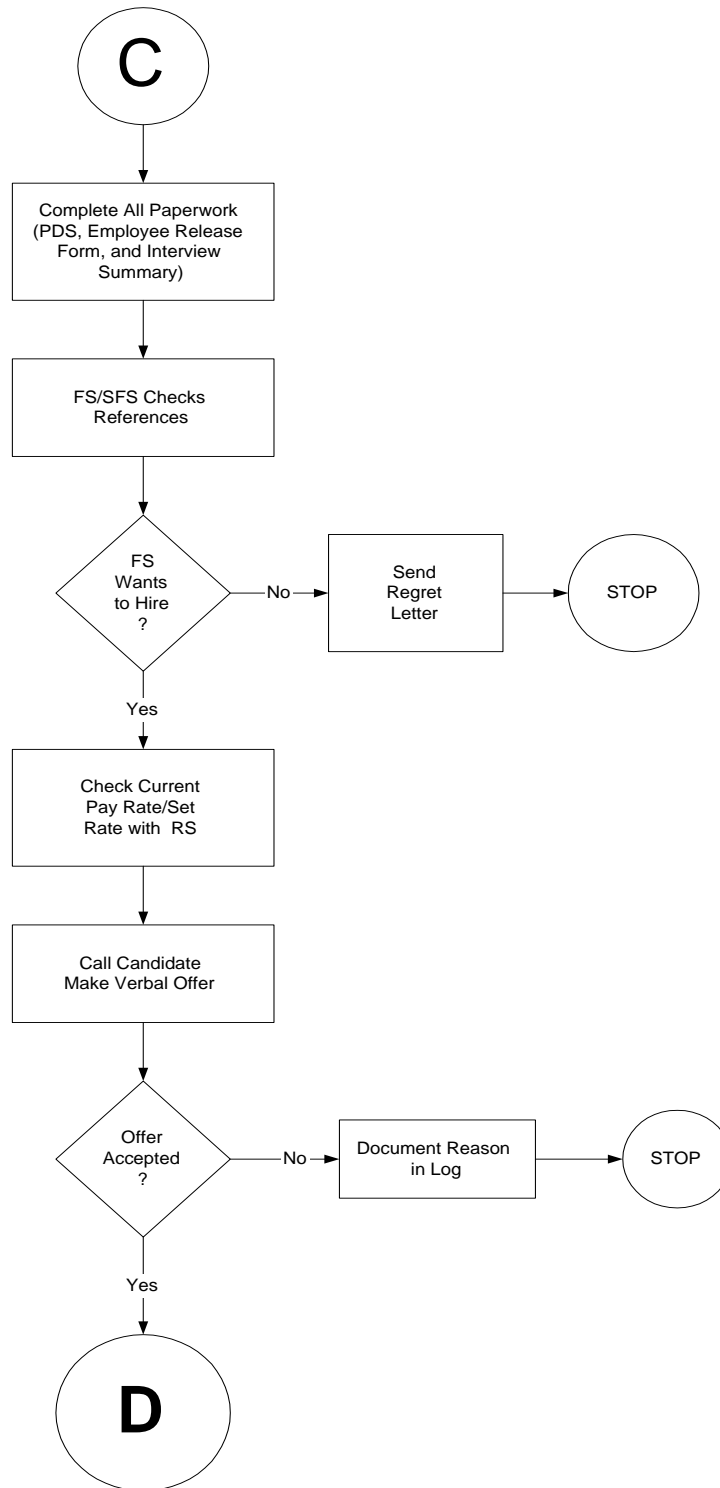 C
Complete All Paperwork
(PDS, Employee Release
Form, and Interview
Summary)
FS/SFS Checks
References
FS
Wants
to Hire
?
No
Send
Regret
Letter
STOP
Yes
Check Current
Pay Rate/Set
Rate with RS
Call Candidate
Make Verbal Offer
Offer
Accepted
?
No
Document Reason
in Log
STOP
Yes
D